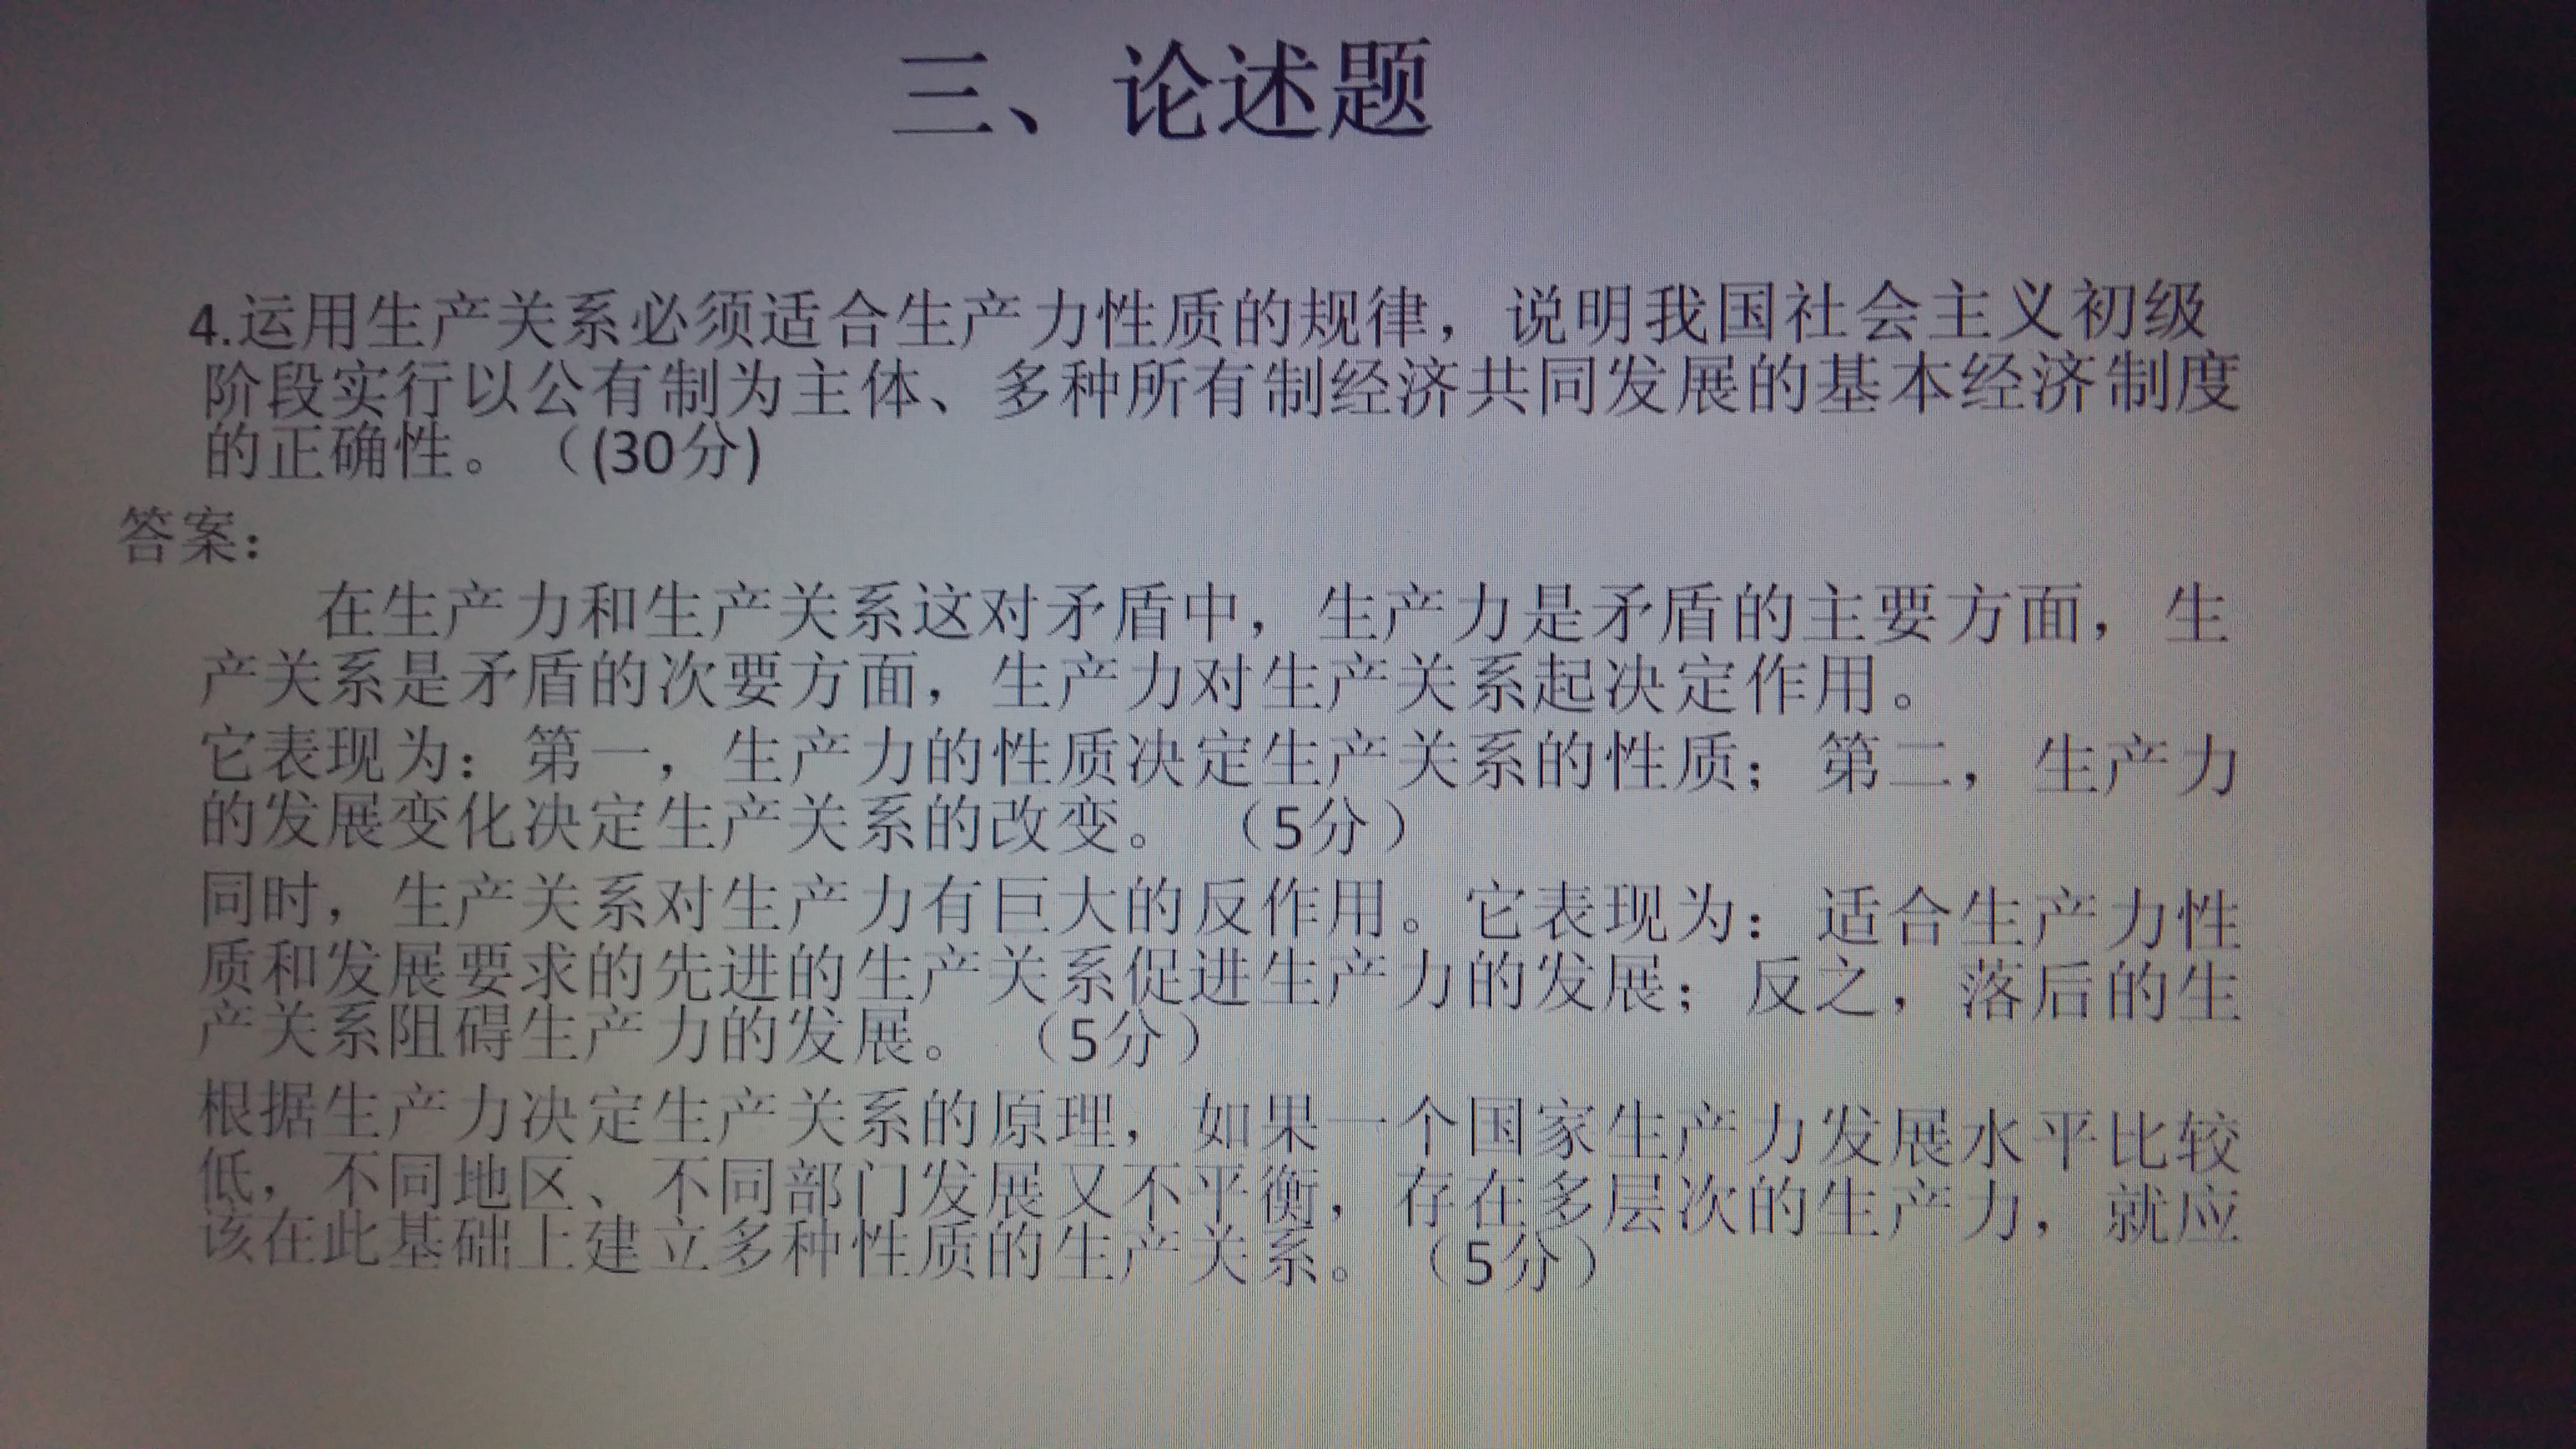 三、论述题
4.运用生产关系必须适合生产力性质的规律，说明我国社会主义初级
阶段实行以公有制为主体、多种所有制经济共同发展的基本经济制度
的正确性。（(30分)
答案：
在生产力和生产关系这对矛盾中，生产力是矛盾的主要方面，生
产关系是矛盾的次要方面，生产力对生产关系起决定作用。
它表现为：第一，生产力的性质决定生产关系的性质；第二，生产力
的发展变化决定生产关系的改变。（5分）
同时，生产关系对生产力有巨大的反作用。它表现为：适合生产力性
质和发展要求的先进的生产关系促进生产力的发展；反之，落后的生
产关系阻碍生产力的发展。（5分）
根据生产力决定生产关系的原理，如果一个国家生产力发展水平比较
低，不同地区、不同部门发展又不平衡，存在多层次的生产力，就应
该在此基础上建立多种性质的生产关系。（5分）